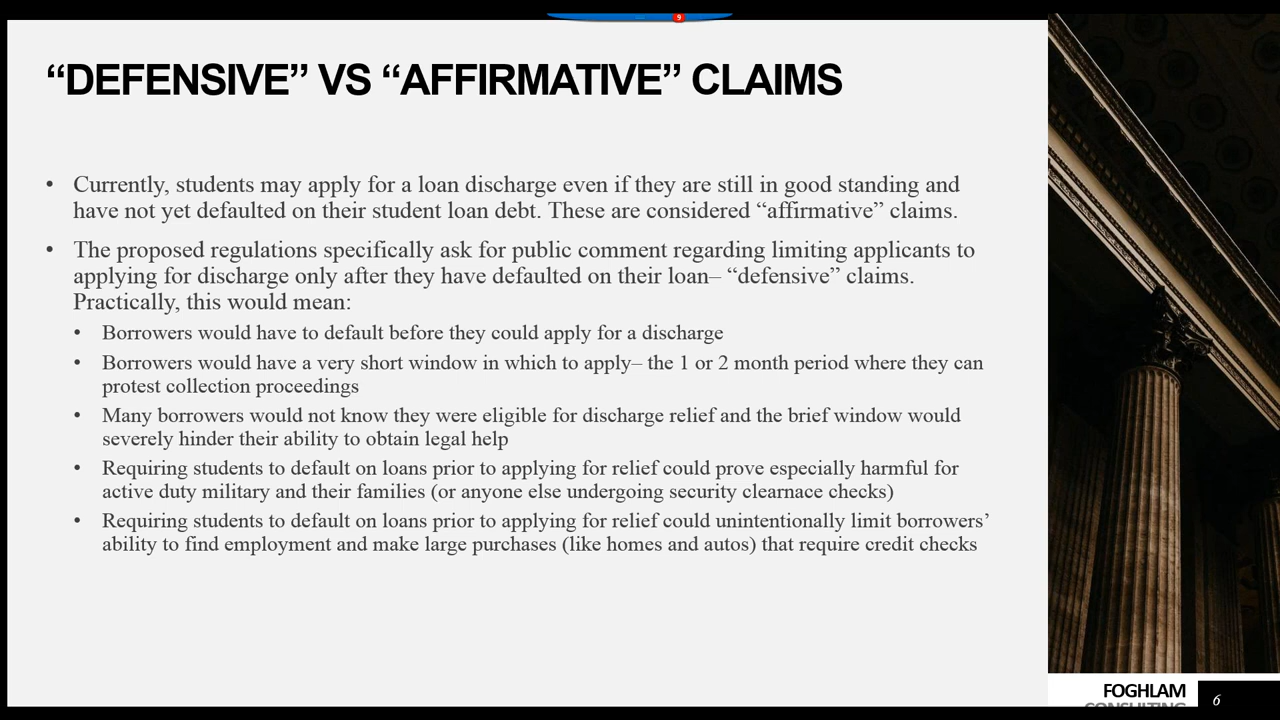 9
“DEFENSIVE” VS “AFFIRMATIVE” CLAIMS
• Currently, students may apply for a loan discharge even if they are still in good standing and
have not yet defaulted on their student loan debt. These are considered “affirmative” claims.
• The proposed regulations specifically ask for public comment regarding limiting applicants to
applying for discharge only after they have defaulted on their loan– “defensive” claims.
Practically, this would mean:
• Borrowers would have to default before they could apply for a discharge
• Borrowers would have a very short window in which to apply– the 1 or 2 month period where they can
protest collection proceedings
• Many borrowers would not know they were eligible for discharge relief and the brief window would
severely hinder their ability to obtain legal help
• Requiring students to default on loans prior to applying for relief could prove especially harmful for
active duty military and their families (or anyone else undergoing security clearnace checks)
• Requiring students to default on loans prior to applying for relief could unintentionally limit borrowers’
ability to find employment and make large purchases (like homes and autos) that require credit checks
FOGHLAM
CONSULTING
6